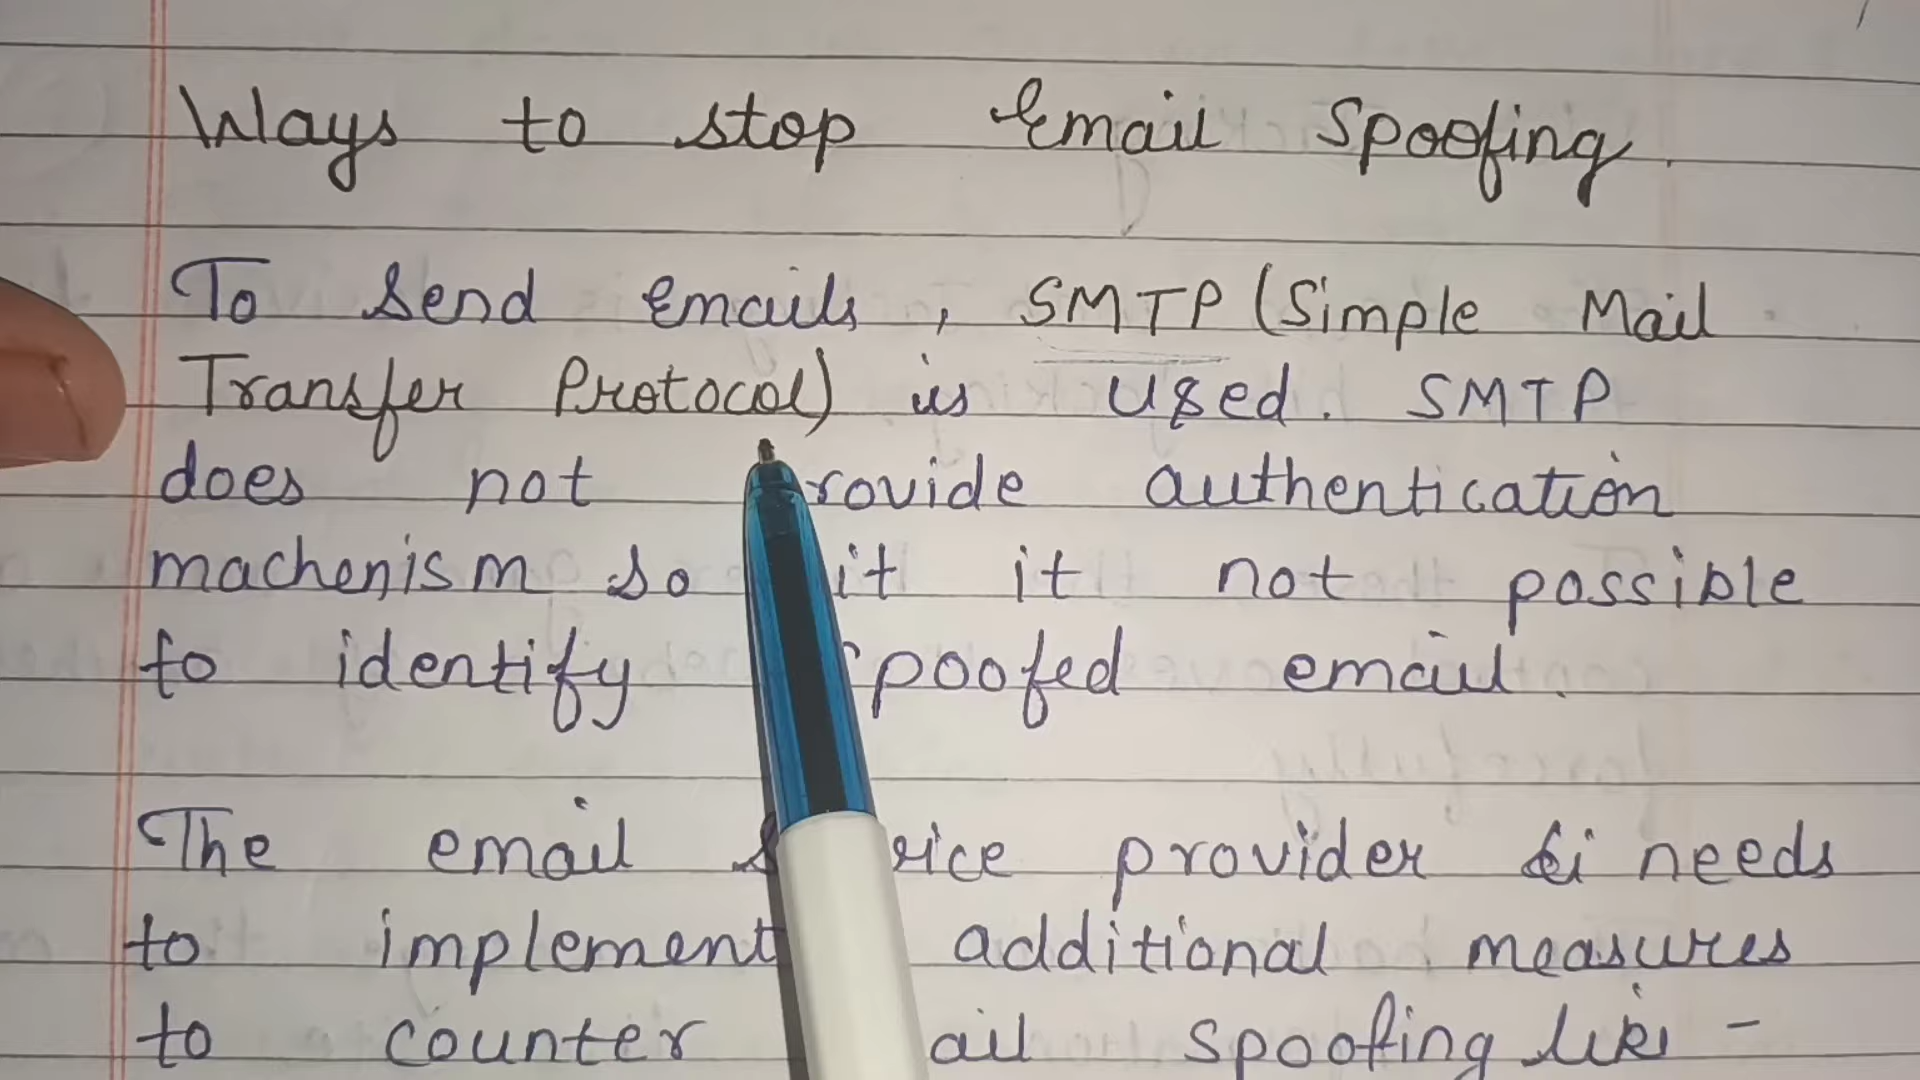 Ways to stop Email Spoofing.
To Send Emails, SMTP (Simple Mail
Transfer Protocol) is used. SMTP
does not rovide authentication
machenism so it it not possible
to identify poofed email.
The email provider needs
to implement additional measures
to counter ail spoofing like -